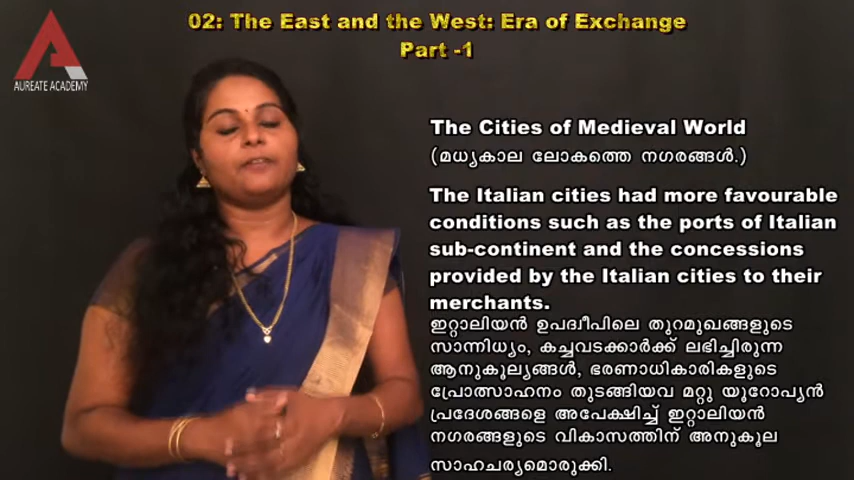 02: The East and the West: Era of Exchange
Part -1
AUREATE ACADEMY
The Cities of Medieval World
(മധ്യകാല ലോകത്തെ നഗരങ്ങൾ.)
The Italian cities had more favourable
conditions such as the ports of Italian
sub-continent and the concessions
provided by the Italian cities to their
merchants.
ഇറ്റാലിയൻ ഉപദ്വീപിലെ തുറമുഖങ്ങളുടെ
സാന്നിധ്യം, കച്ചവടക്കാർക്ക് ലഭിച്ചിരുന്ന
ആനുകൂല്യങ്ങൾ, ഭരണാധികാരികളുടെ
പ്രോത്സാഹനം തുടങ്ങിയവ മറ്റു യൂറോപ്യൻ
പ്രദേശങ്ങളെ അപേക്ഷിച്ച് ഇറ്റാലിയൻ
നഗരങ്ങളുടെ വികാസത്തിന് അനുകൂല
സാഹചര്യമൊരുക്കി.